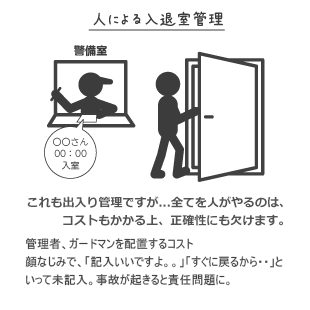 人による入退室管理
警備室
〇〇さん
00：00
入室
これも出入り管理ですが...全てを人がやるのは、
コストもかかる上、正確性にも欠けます。
管理者、ガードマンを配置するコスト
顔なじみで、「記入いいですよ。。」「すぐに戻るから・・」と
いって未記入。事故が起きると責任問題に。